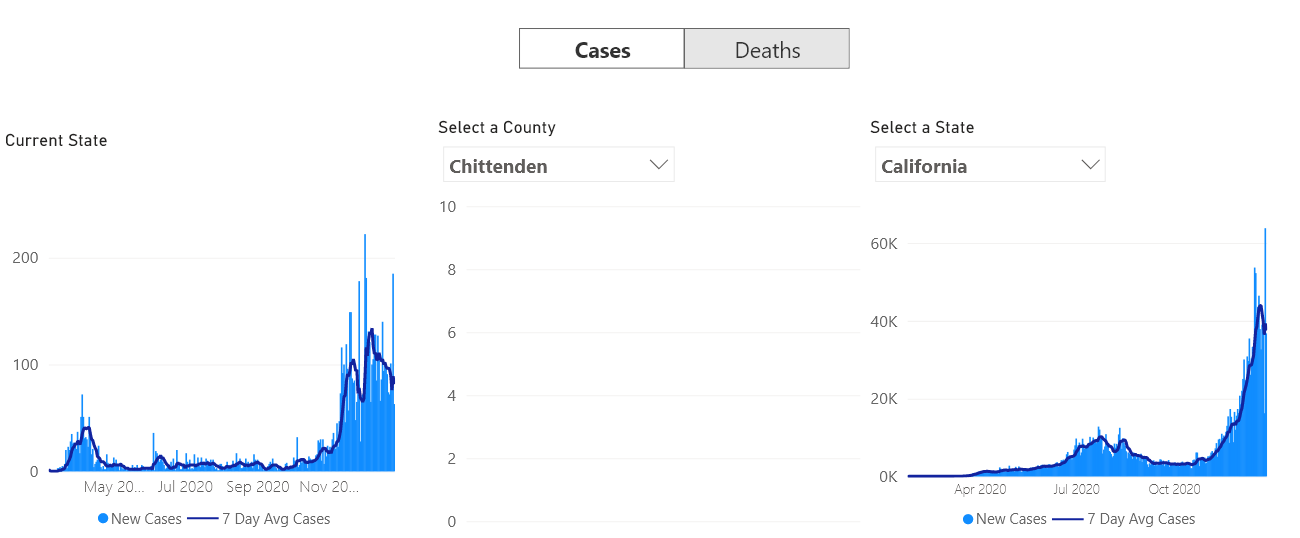 Cases Deaths
Current State
Select a County
Chittenden
Select a State
California
200
100
0
May 20... Jul 2020 Sep 2020 Nov 20...
New Cases 7 Day Avg Cases
10
8
6
4
2
0
60K
40K
20K
0K
Apr 2020 Jul 2020 Oct 2020
New Cases 7 Day Avg Cases